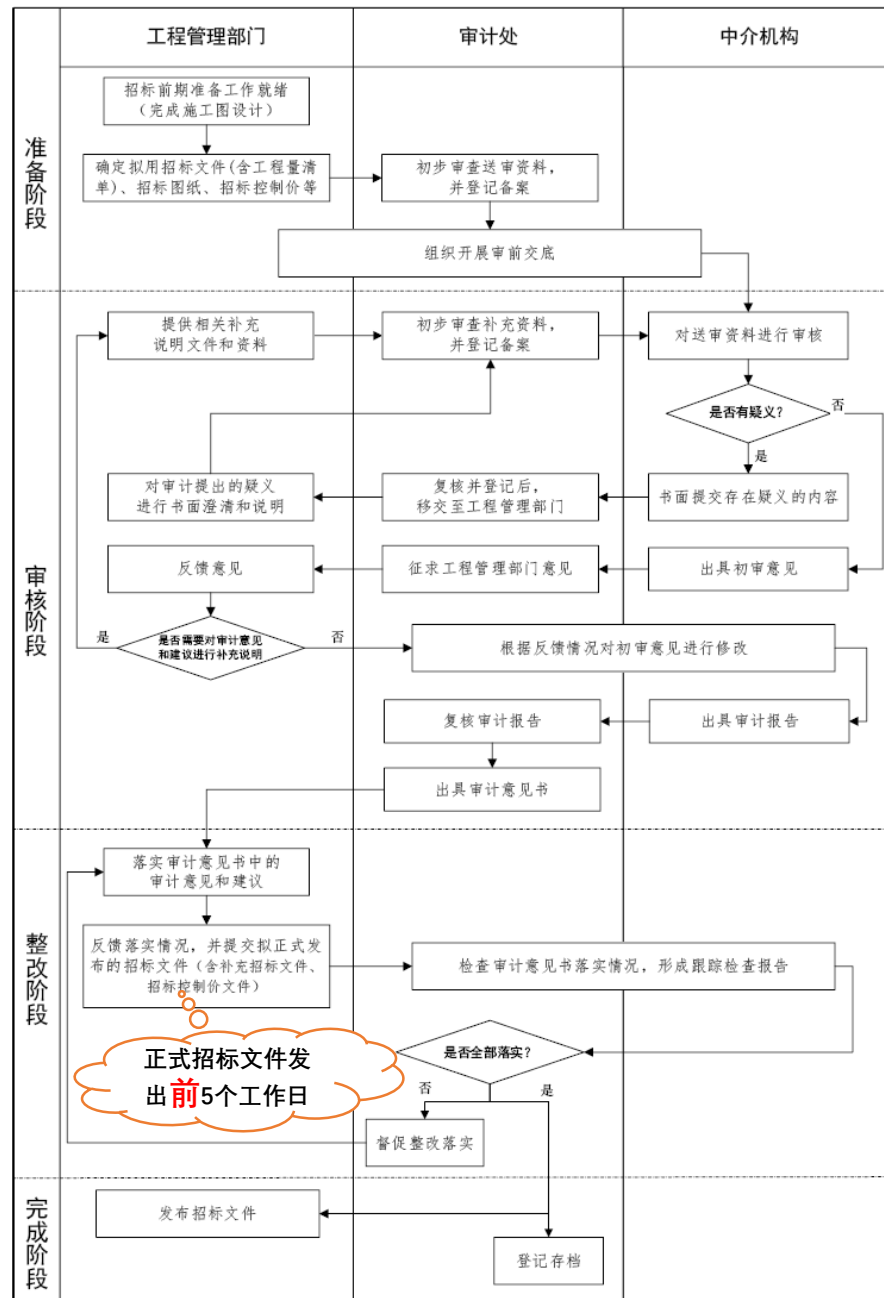 工程管理部门
审计处
中介机构
准备阶段
招标前期准备工作就绪
（完成施工图设计）
确定拟用招标文件(含工程量清
单)、招标图纸、招标控制价等
初步审查送审资料，
并登记备案
组织开展审前交底
审核阶段
提供相关补充
说明文件和资料
初步审查补充资料，
并登记备案
对送审资料进行审核
是否有疑义？
否
是
对审计提出的疑义
进行书面澄清和说明
复核并登记后，
移交至工程管理部门
书面提交存在疑义的内容
反馈意见
征求工程管理部门意见
出具初审意见
是
是否需要对审计意见
和建议进行补充说明
否
根据反馈情况对初审意见进行修改
复核审计报告
出具审计报告
出具审计意见书
整改阶段
落实审计意见书中的
审计意见和建议
反馈落实情况，并提交拟正式发
布的招标文件（含补充招标文件、
招标控制价文件）
检查审计意见书落实情况，形成跟踪检查报告
正式招标文件发
出前5个工作日
是否全部落实？
否
是
督促整改落实
完成阶段
发布招标文件
登记存档